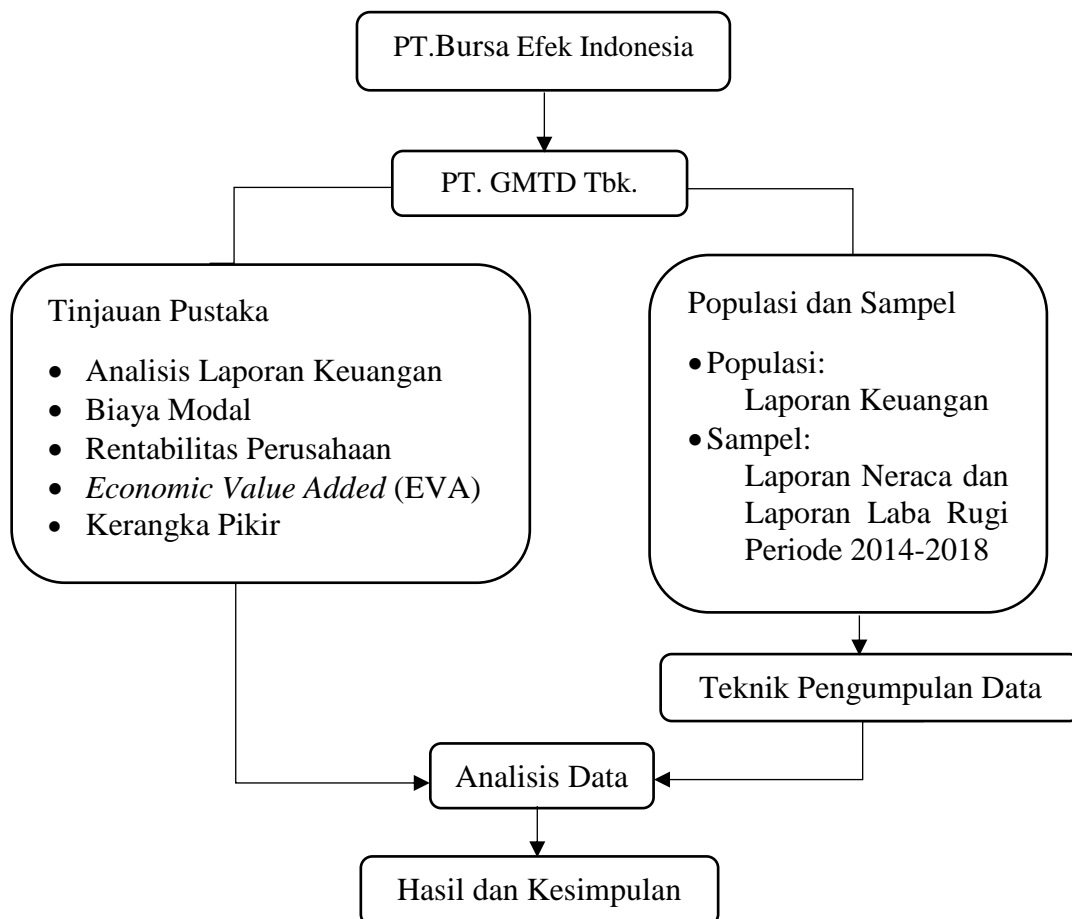 PT.Bursa Efek Indonesia
PT. GMTD Tbk.
Tinjauan Pustaka
• Analisis Laporan Keuangan
• Biaya Modal
• Rentabilitas Perusahaan
• Economic Value Added (EVA)
• Kerangka Pikir
Populasi dan Sampel
• Populasi:
Laporan Keuangan
• Sampel:
Laporan Neraca dan
Laporan Laba Rugi
Periode 2014-2018
Teknik Pengumpulan Data
Analisis Data
Hasil dan Kesimpulan